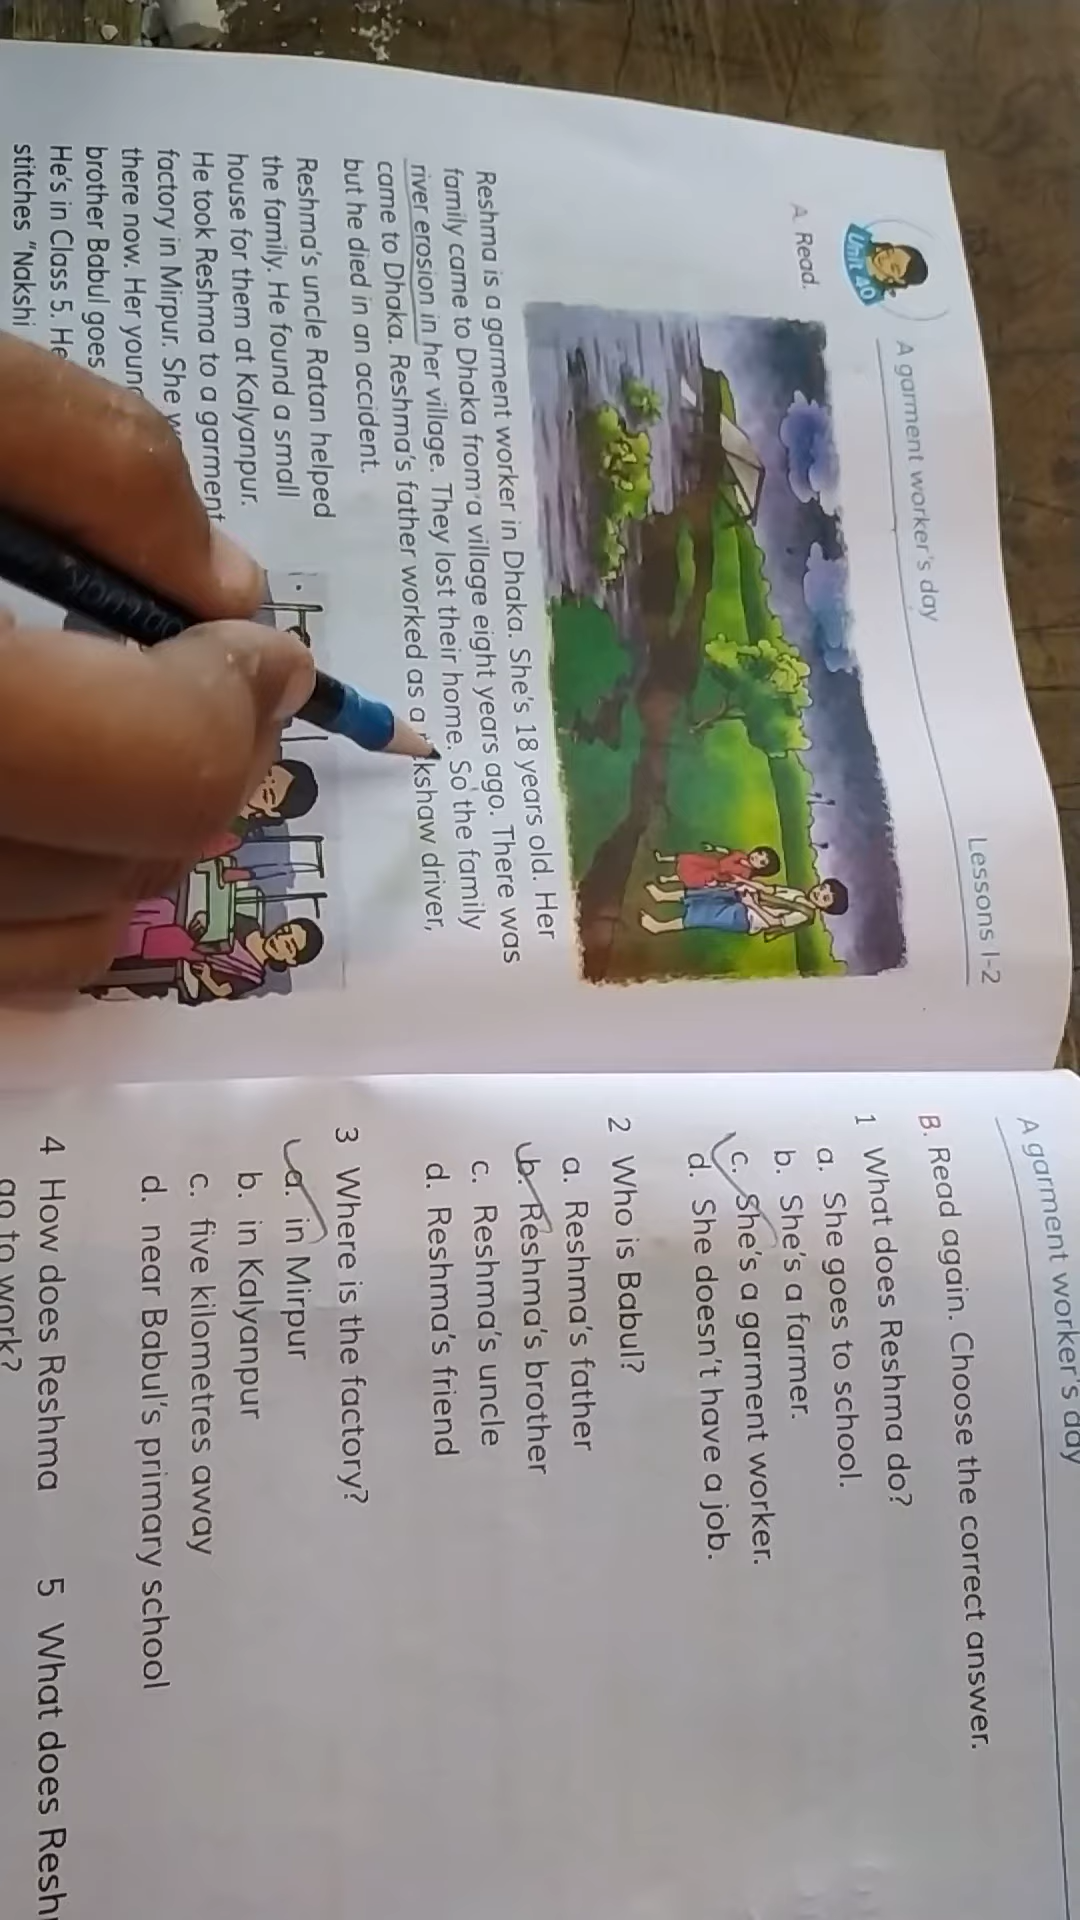 Unit 40
A garment worker's day
Lessons 1-2
A. Read.
Reshma is a garment worker in Dhaka. She's 18 years old. Her
family came to Dhaka from a village eight years ago. There was
river erosion in her village. They lost their home. So the family
came to Dhaka. Reshma's father worked as a kshaw driver,
but he died in an accident.
Reshma's uncle Ratan helped
the family. He found a small
house for them at Kalyanpur.
He took Reshma to a garment
factory in Mirpur. She
there now. Her
brother Babul goes
He's in Class 5. He
stitches "Nakshi
A garment worker's day
B. Read again. Choose the correct answer.
1 What does Reshma do?
a. She goes to school.
b. She's a farmer.
c. She's a garment worker.
d. She doesn't have a job.
2 Who is Babul?
a. Reshma's father
b. Reshma's brother
c. Reshma's uncle
d. Reshma's friend
3 Where is the factory?
a. in Mirpur
b. in Kalyanpur
c. five kilometres away
d. near Babul's primary school
4 How does Reshma
go to work?
5 What does